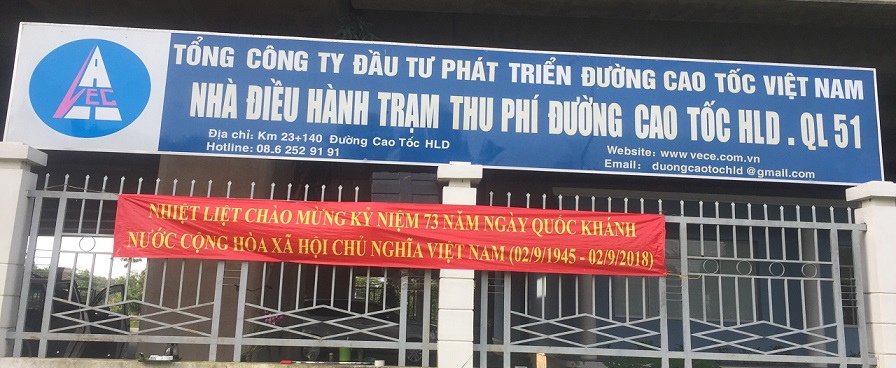 VEC
TỔNG CÔNG TY ĐẦU TƯ PHÁT TRIỂN ĐƯỜNG CAO TỐC VIỆT NAM
NHÀ ĐIỀU HÀNH TRẠM THU PHÍ ĐƯỜNG CAO TỐC HLD . QL 51
Địa chỉ: Km 23+140 Đường Cao Tốc HLD
Hotline: 08.6 252 91 91
Website: www.vece.com.vn
Email: duongcaotochld @gmail.com
NHIỆT LIỆT CHÀO MỪNG KỶ NIỆM 73 NĂM NGÀY QUỐC KHÁNH
NƯỚC CỘNG HÒA XÃ HỘI CHỦ NGHĨA VIỆT NAM (02/9/1945 - 02/9/2018)